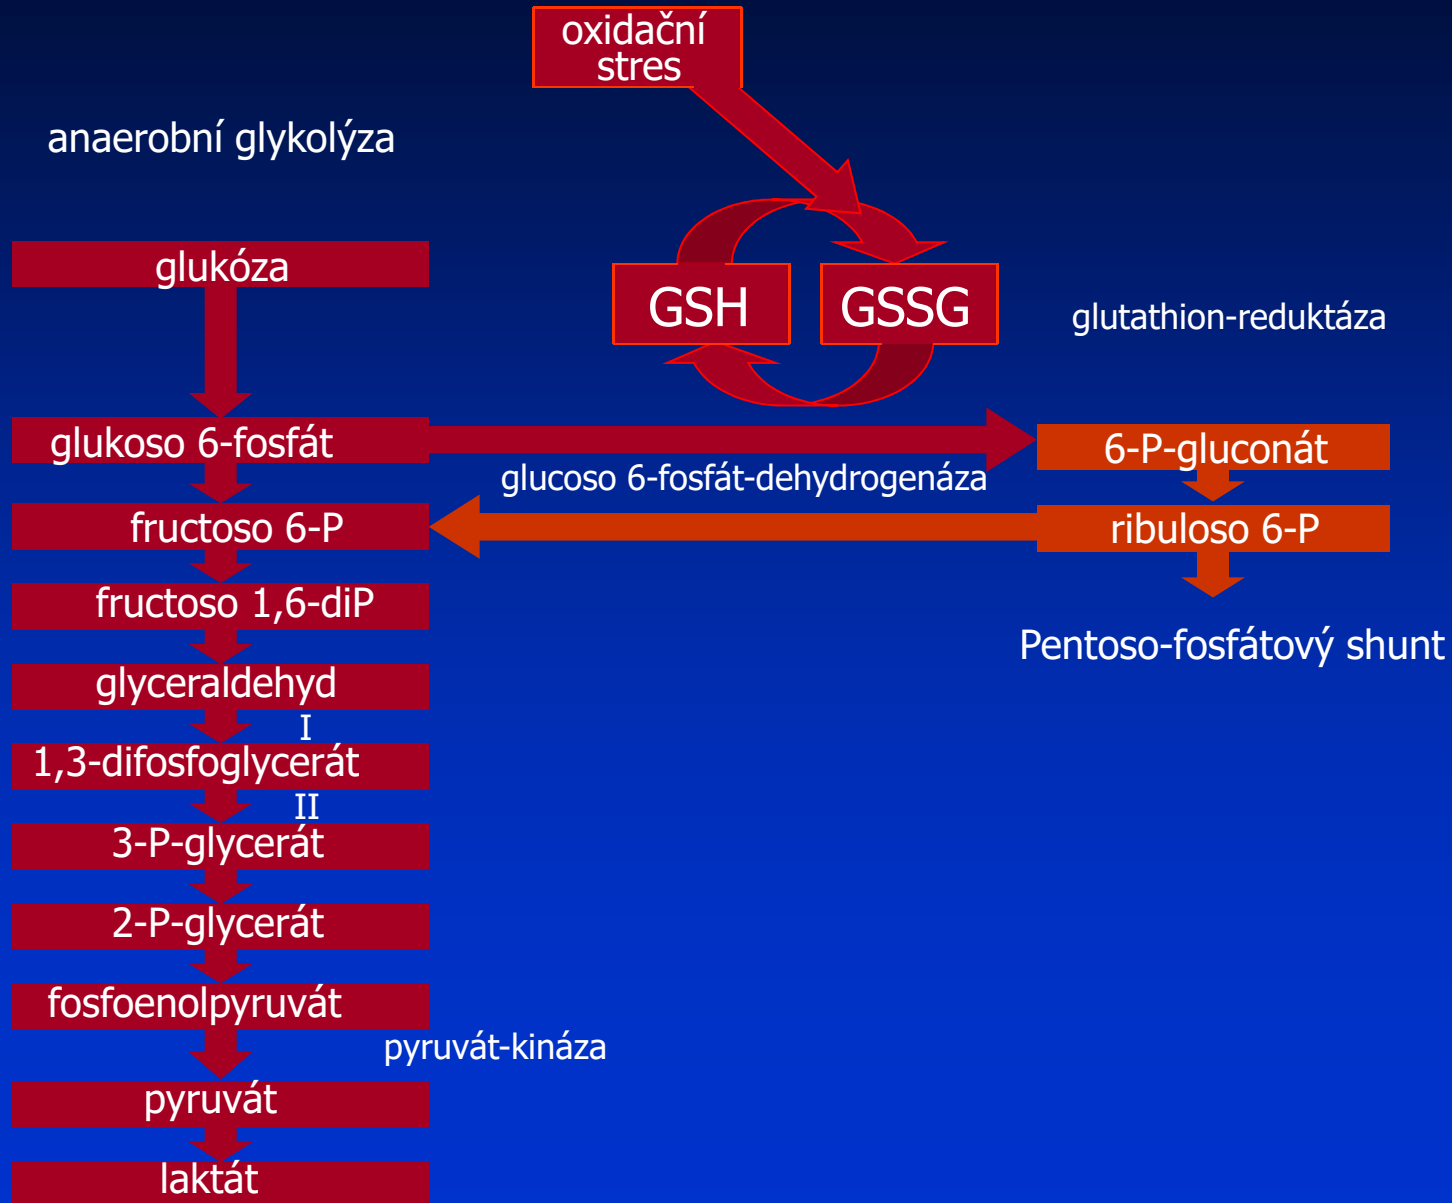 oxidační
stres
anaerobní glykolýza
glukóza
GSH
GSSG
glutathion-reduktáza
glukoso 6-fosfát
6-P-gluconát
glucoso 6-fosfát-dehydrogenáza
fructoso 6-P
ribuloso 6-P
fructoso 1,6-diP
Pentoso-fosfátový shunt
glyceraldehyd
I
1,3-difosfoglycerát
II
3-P-glycerát
2-P-glycerát
fosfoenolpyruvát
pyruvát-kináza
pyruvát
laktát